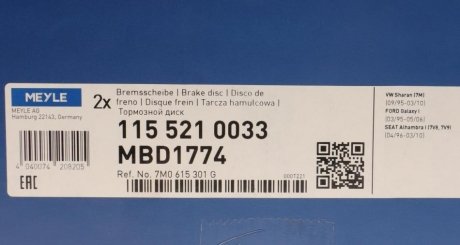 MEYLE
MEYLE AG
Hamburg 22143, Germany
2x
Bremsscheibe | Brake disc | Disco de
freno | Disque frein | Tarcza hamulcowa |
Тормозной диск
115 521 0033
MBD1774
Ref. No. 7M0 615 301 G
000T221
4 040074 208205
EAC
VW Sharan (7M)
(09/95-03/10)
FORD Galaxy I
(03/95-05/06)
SEAT Alhambra I (7V8, 7V9)
(04/96-03/10)